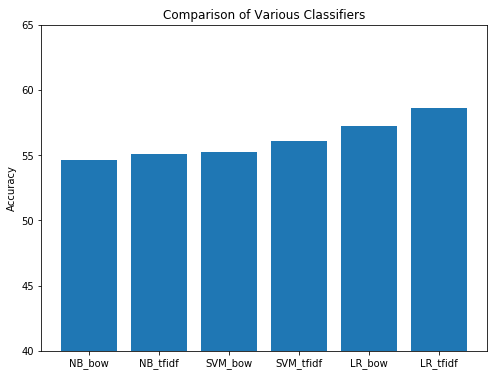 Comparison of Various Classifiers
65
60
55
50
45
40
Accuracy
NB_bow NB_tfidf SVM_bow SVM_tfidf LR_bow LR_tfidf